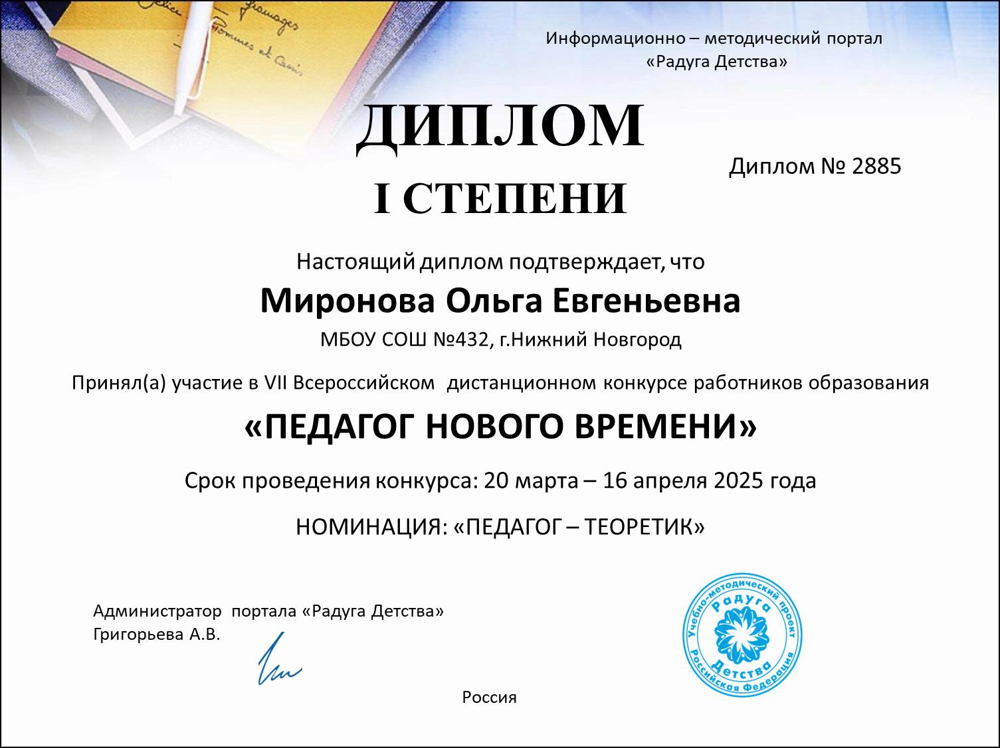 fromages
Pommes et
Информационно – методический портал
«Радуга Детства»
ДИПЛОМ
Диплом № 2885
I СТЕПЕНИ
Настоящий диплом подтверждает, что
Миронова Ольга Евгеньевна
МБОУ СОШ №432, г.Нижний Новгород
Принял(а) участие в VII Всероссийском дистанционном конкурсе работников образования
«ПЕДАГОГ НОВОГО ВРЕМЕНИ»
Срок проведения конкурса: 20 марта – 16 апреля 2025 года
НОМИНАЦИЯ: «ПЕДАГОГ – ТЕОРЕТИК»
Администратор портала «Радуга Детства»
Григорьева А.В.
Учебно-методический проект
Радуга
Детства
Российская Федерация
Россия